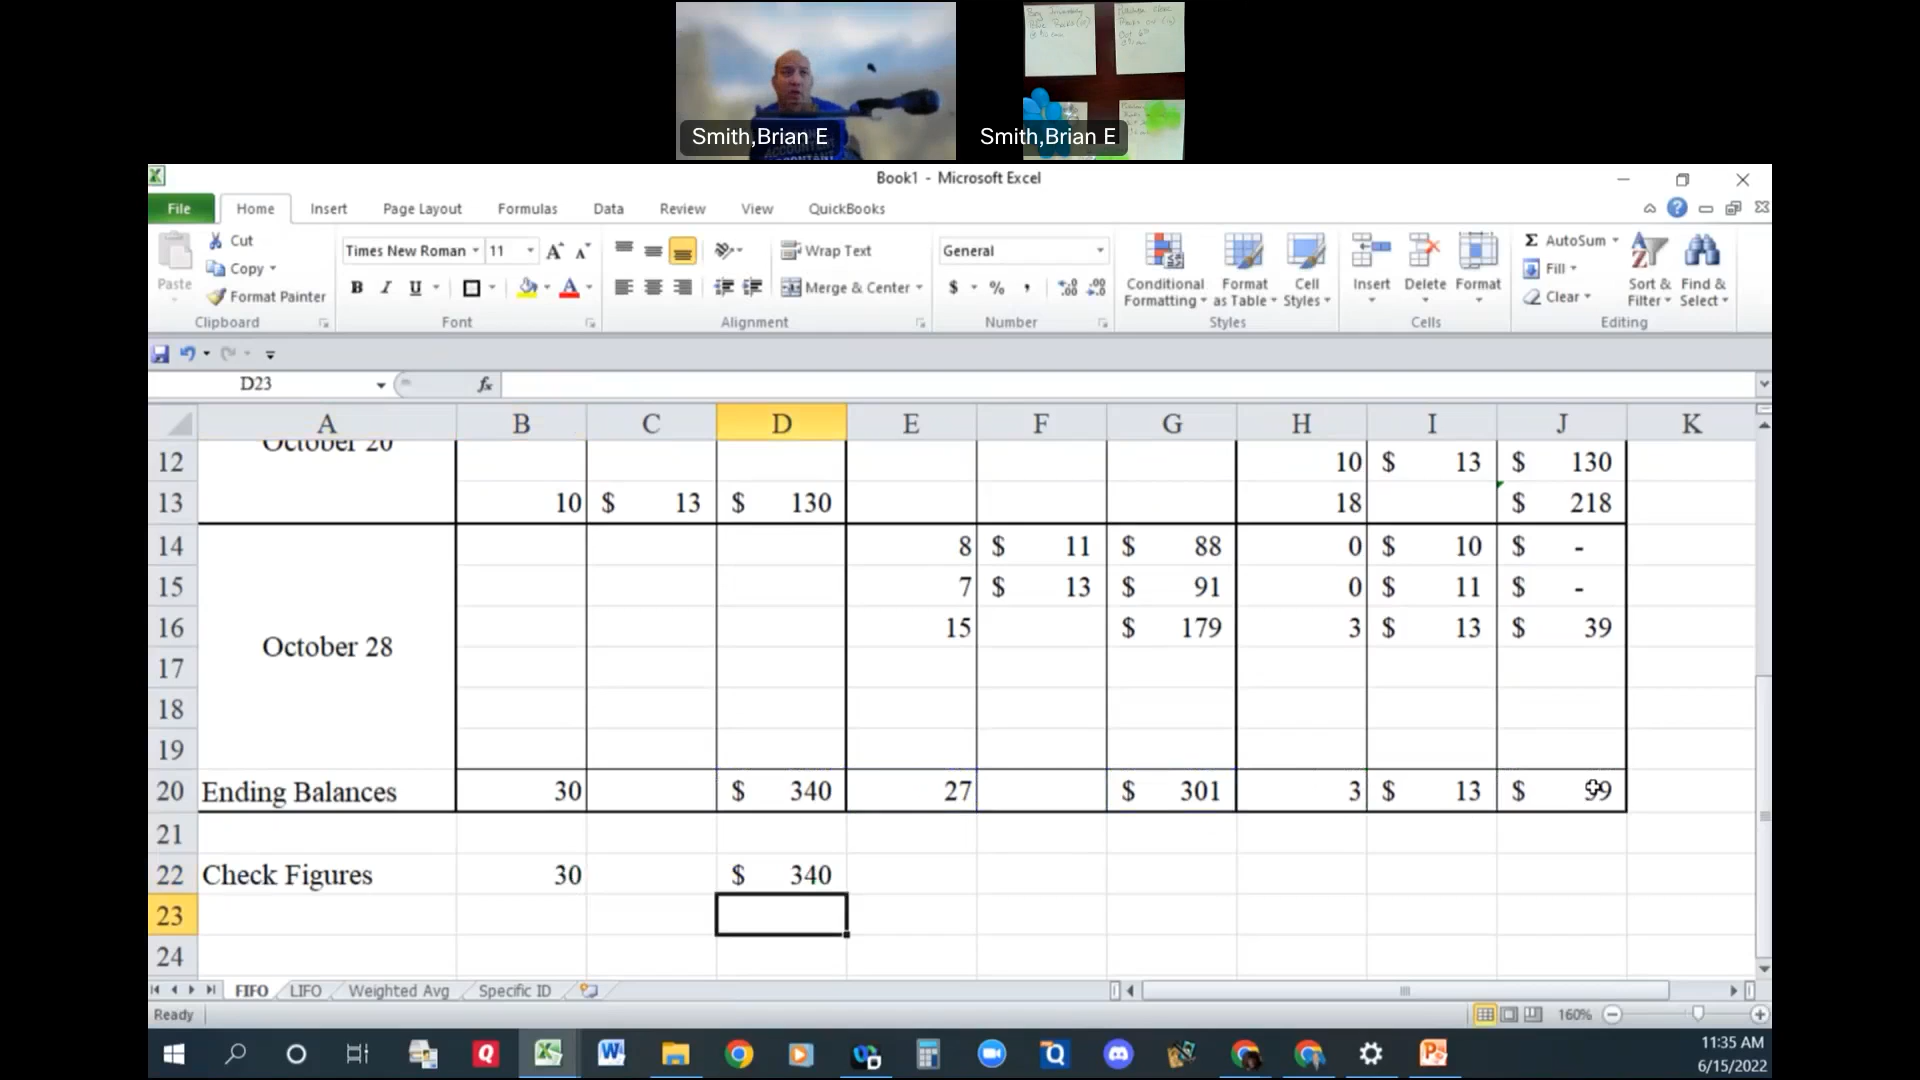 Smith,Brian E
Smith,Brian E
Book1 - Microsoft Excel
File Home Insert Page Layout Formulas Data Review View QuickBooks
Paste
Cut
Copy
Format Painter
Clipboard
Times New Roman 11
B I U
Font
Wrap Text
Merge & Center
Alignment
General
$ % ,
Number
Conditional Formatting
Format as Table
Cell Styles
Styles
Insert
Delete
Format
Cells
Σ AutoSum
Fill
Clear
Sort & Filter
Find & Select
Editing
D23 fx
A B C D E F G H I J K
October 20
12 10 $ 13 $ 130
13 10 $ 13 $ 130 18 $ 218
14 8 $ 11 $ 88 0 $ 10 $ -
15 7 $ 13 $ 91 0 $ 11 $ -
16 15 $ 179 3 $ 13 $ 39
October 28
17
18
19
20 Ending Balances 30 $ 340 27 $ 301 3 $ 13 $ 39
21
22 Check Figures 30 $ 340
23
24
FIFO LIFO Weighted Avg Specific ID
Ready 160%
11:35 AM
6/15/2022